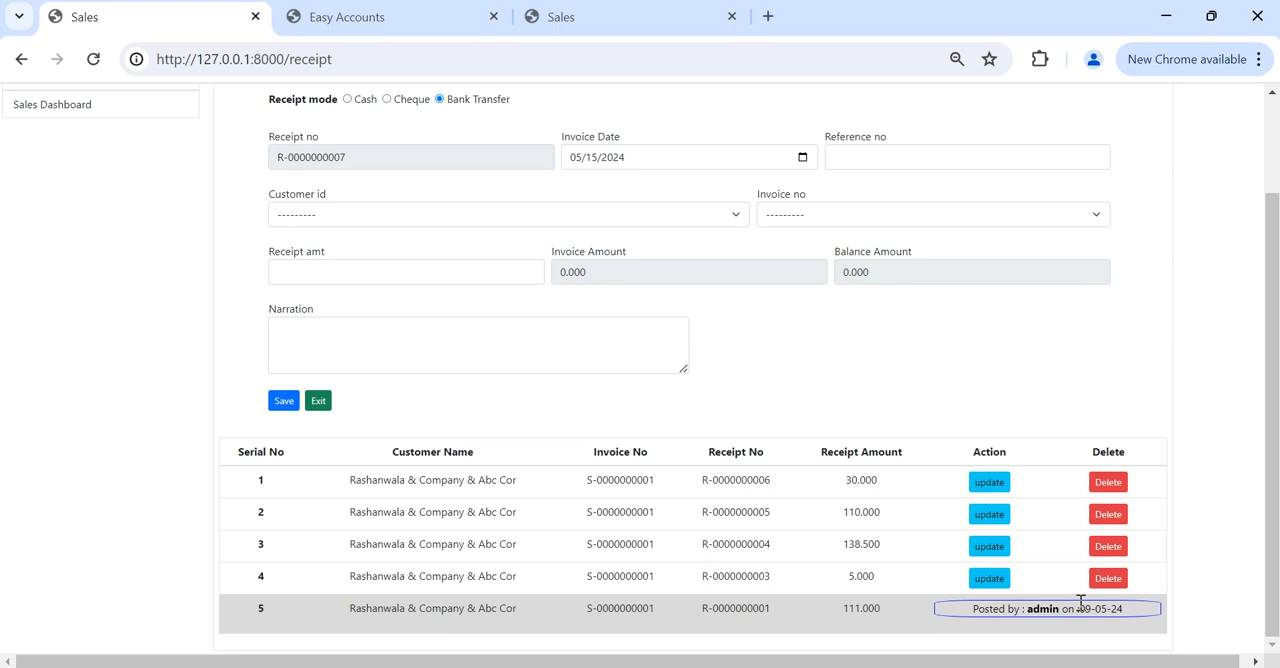 Sales
Easy Accounts
Sales
http://127.0.0.1:8000/receipt
New Chrome available
Sales Dashboard
Receipt mode Cash Cheque Bank Transfer
Receipt no
Invoice Date
Reference no
R-0000000007
05/15/2024
Customer id
Invoice no
---------
---------
Receipt amt
Invoice Amount
Balance Amount
0.000
0.000
Narration
Save
Exit
Serial No Customer Name Invoice No Receipt No Receipt Amount Action Delete
1 Rashanwala & Company & Abc Cor S-0000000001 R-0000000006 30.000 update Delete
2 Rashanwala & Company & Abc Cor S-0000000001 R-0000000005 110.000 update Delete
3 Rashanwala & Company & Abc Cor S-0000000001 R-0000000004 138.500 update Delete
4 Rashanwala & Company & Abc Cor S-0000000001 R-0000000003 5.000 update Delete
5 Rashanwala & Company & Abc Cor S-0000000001 R-0000000001 111.000 Posted by : admin on :09-05-24